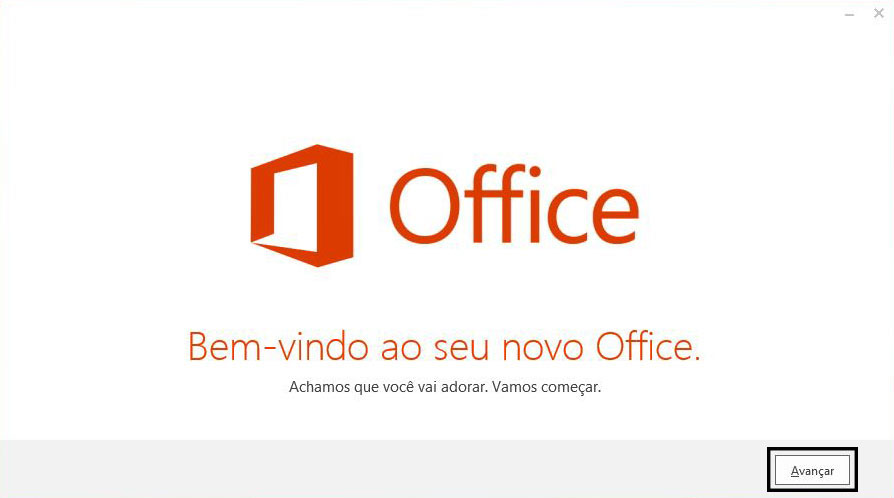 Office
Bem-vindo ao seu novo Office.
Achamos que você vai adorar. Vamos começar.
Avançar